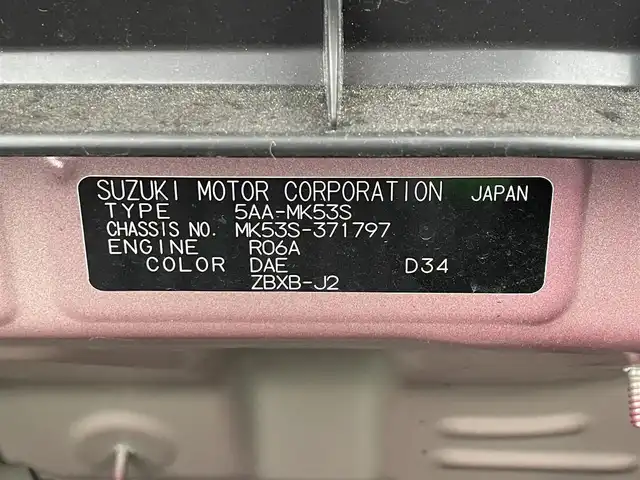 SUZUKI MOTOR CORPORATION JAPAN
TYPE 5AA-MK53S
CHASSIS NO. MK53S-371797
ENGINE R06A
COLOR DAE D34
ZBXB-J2